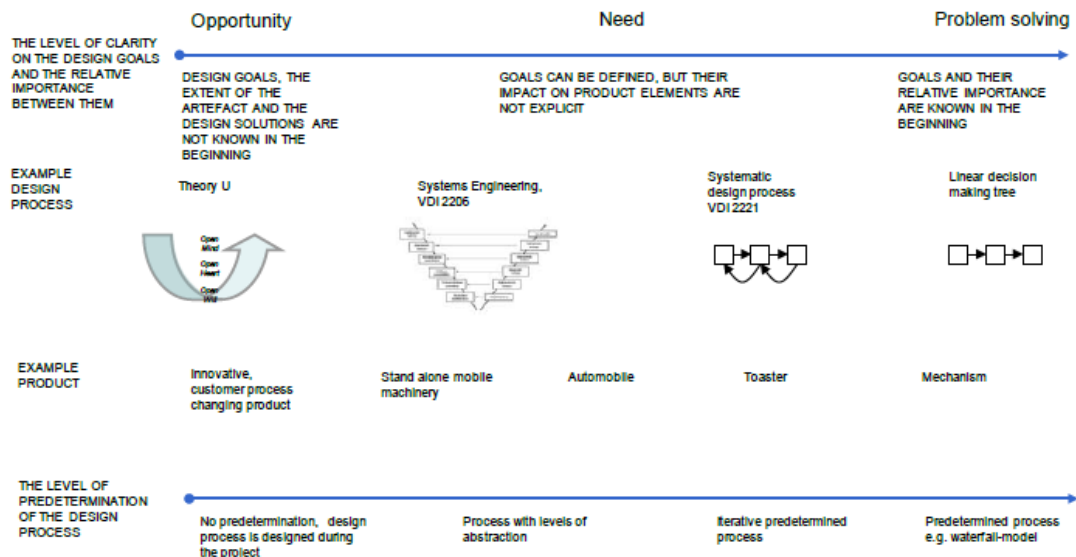 Opportunity
Need
Problem solving
THE LEVEL OF CLARITY
ON THE DESIGN GOALS
AND THE RELATIVE
IMPORTANCE
BETWEEN THEM
DESIGN GOALS, THE
EXTENT OF THE
ARTEFACT AND THE
DESIGN SOLUTIONS ARE
NOT KNOWN IN THE
BEGINNING
GOALS CAN BE DEFINED, BUT THEIR
IMPACT ON PRODUCT ELEMENTS ARE
NOT EXPLICIT
GOALS AND THEIR
RELATIVE IMPORTANCE
ARE KNOWN IN THE
BEGINNING
EXAMPLE
DESIGN
PROCESS
Theory U
Systems Engineering,
VDI 2206
Systematic
design process
VDI 2221
Linear decision
making tree
Open
Mind
Open
Heart
Open
Will
EXAMPLE
PRODUCT
Innovative,
customer process
changing product
Stand alone mobile
machinery
Automobile
Toaster
Mechanism
THE LEVEL OF
PREDETERMINATION
OF THE DESIGN
PROCESS
No predetermination, design
process is designed during
the project
Process with levels of
abstraction
Iterative predetermined
process
Predetermined process
e.g. waterfall-model